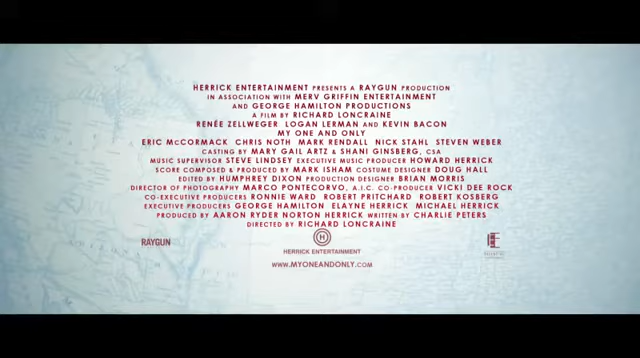 HERRICK ENTERTAINMENT PRESENTS A RAYGUN PRODUCTION
IN ASSOCIATION WITH MERV GRIFFIN ENTERTAINMENT
AND GEORGE HAMILTON PRODUCTIONS
A FILM BY RICHARD LONCRAINE
RENÉE ZELLWEGER LOGAN LERMAN AND KEVIN BACON
MY ONE AND ONLY
ERIC McCORMACK CHRIS NOTH MARK RENDALL NICK STAHL STEVEN WEBER
CASTING BY MARY GAIL ARTZ & SHANI GINSBERG, CSA
MUSIC SUPERVISOR STEVE LINDSEY EXECUTIVE MUSIC PRODUCER HOWARD HERRICK
SCORE COMPOSED & PRODUCED BY MARK ISHAM COSTUME DESIGNER DOUG HALL
EDITED BY HUMPHREY DIXON PRODUCTION DESIGNER BRIAN MORRIS
DIRECTOR OF PHOTOGRAPHY MARCO PONTECORVO, A.I.C. CO-PRODUCER VICKI DEE ROCK
CO-EXECUTIVE PRODUCERS RONNIE WARD ROBERT PRITCHARD ROBERT KOSBERG
EXECUTIVE PRODUCERS GEORGE HAMILTON ELAYNE HERRICK MICHAEL HERRICK
PRODUCED BY AARON RYDER NORTON HERRICK WRITTEN BY CHARLIE PETERS
DIRECTED BY RICHARD LONCRAINE
RAYGUN
H
HERRICK ENTERTAINMENT
WWW.MYONEANDONLY.COM